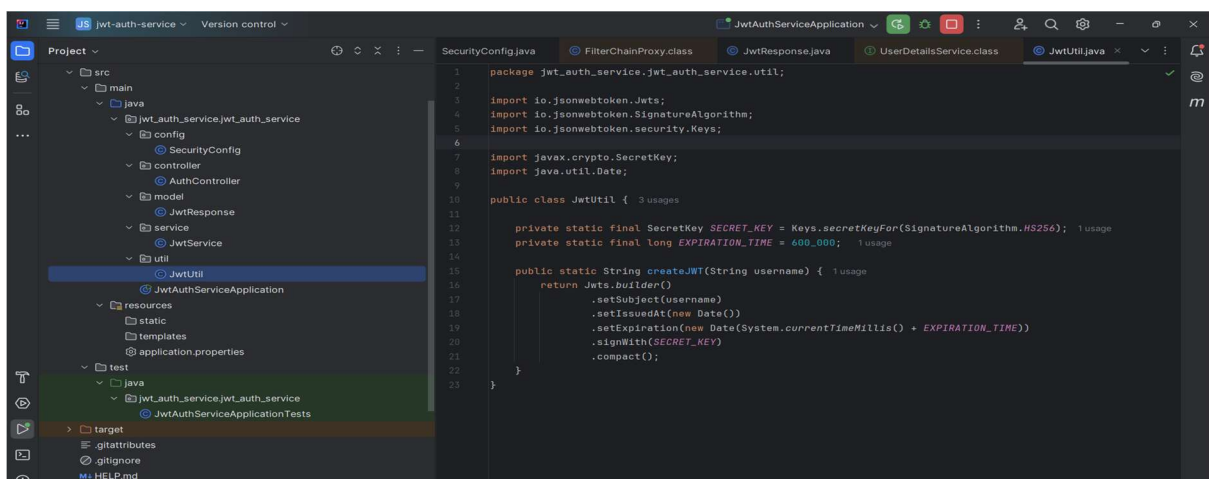 JS jwt-auth-service Version control JwtAuthServiceApplication
Project
SecurityConfig.java FilterChainProxy.class JwtResponse.java UserDetailsService.class JwtUtil.java
src
main
java
jwt_auth_service.jwt_auth_service
config
SecurityConfig
controller
AuthController
model
JwtResponse
service
JwtService
util
JwtUtil
JwtAuthServiceApplication
resources
static
templates
application.properties
test
java
jwt_auth_service.jwt_auth_service
JwtAuthServiceApplicationTests
target
.gitattributes
.gitignore
M↓ HELP.md
1 package jwt_auth_service.jwt_auth_service.util;
2
3 import io.jsonwebtoken.Jwts;
4 import io.jsonwebtoken.SignatureAlgorithm;
5 import io.jsonwebtoken.security.Keys;
6
7 import javax.crypto.SecretKey;
8 import java.util.Date;
9
10 public class JwtUtil { 3 usages
11
12 private static final SecretKey SECRET_KEY = Keys.secretKeyFor(SignatureAlgorithm.HS256); 1 usage
13 private static final long EXPIRATION_TIME = 600_000; 1 usage
14
15 public static String createJWT(String username) { 1 usage
16 return Jwts.builder()
17 .setSubject(username)
18 .setIssuedAt(new Date())
19 .setExpiration(new Date(System.currentTimeMillis() + EXPIRATION_TIME))
20 .signWith(SECRET_KEY)
21 .compact();
22 }
23 }
m